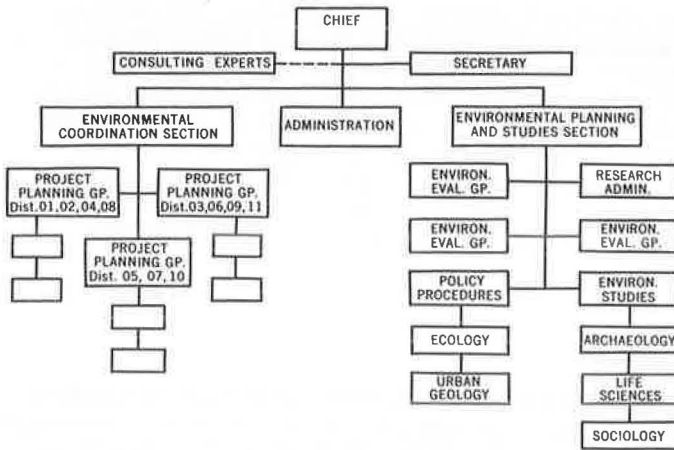 CHIEF
CONSULTING EXPERTS
SECRETARY
ENVIRONMENTAL
COORDINATION SECTION
ADMINISTRATION
ENVIRONMENTAL PLANNING
AND STUDIES SECTION
PROJECT
PLANNING GP.
Dist.01,02,04,08
PROJECT
PLANNING GP.
Dist.03,06,09,11
PROJECT
PLANNING GP.
Dist. 05, 07, 10
ENVIRON.
EVAL. GP.
RESEARCH
ADMIN.
ENVIRON.
EVAL. GP.
ENVIRON.
EVAL. GP.
POLICY
PROCEDURES
ENVIRON.
STUDIES
ECOLOGY
ARCHAEOLOGY
URBAN
GEOLOGY
LIFE
SCIENCES
SOCIOLOGY